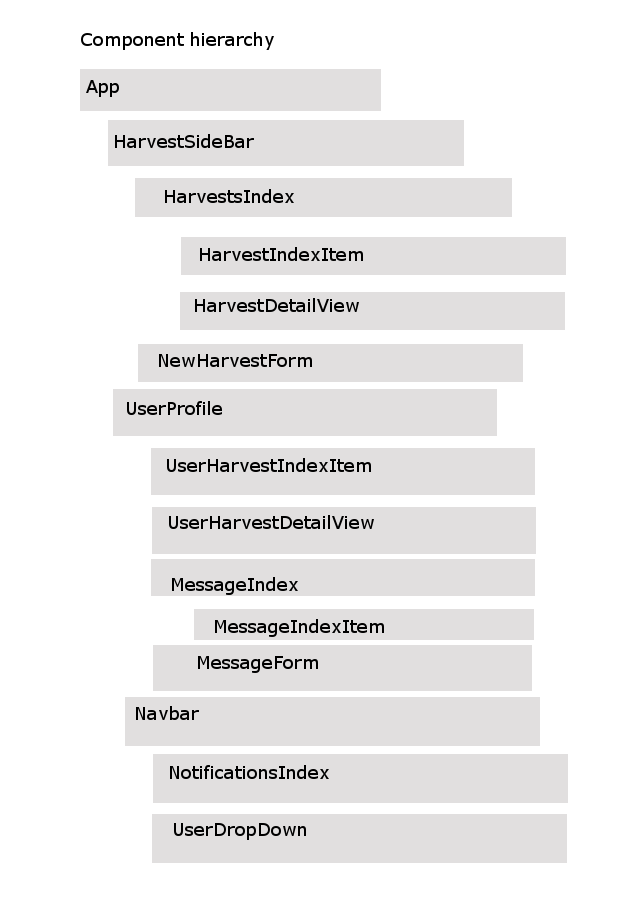 Component hierarchy
App
HarvestSideBar
HarvestsIndex
HarvestIndexItem
HarvestDetailView
NewHarvestForm
UserProfile
UserHarvestIndexItem
UserHarvestDetailView
MessageIndex
MessageIndexItem
MessageForm
Navbar
NotificationsIndex
UserDropDown